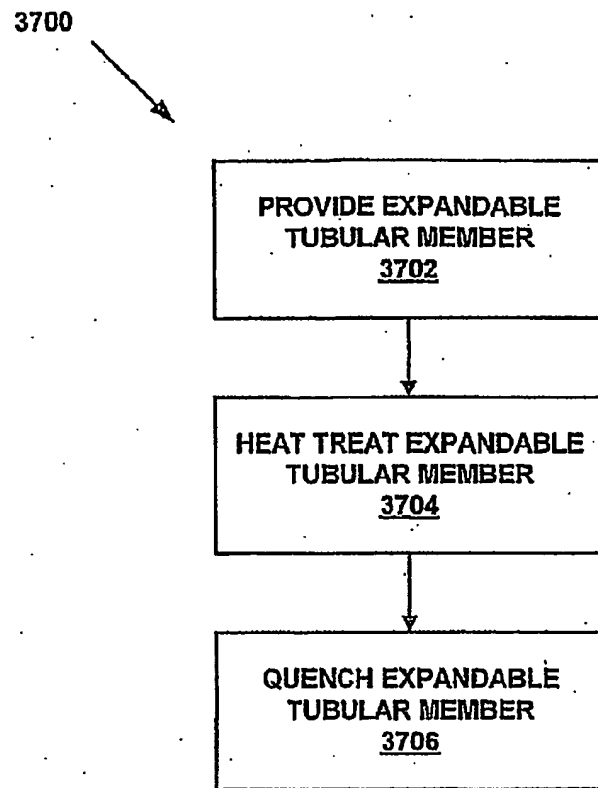 3700
PROVIDE EXPANDABLE
TUBULAR MEMBER
3702
HEAT TREAT EXPANDABLE
TUBULAR MEMBER
3704
QUENCH EXPANDABLE
TUBULAR MEMBER
3706